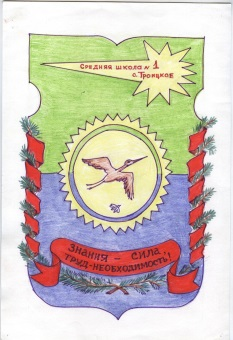 СРЕДНЯЯ ШКОЛА № 1
с. ТРОИЦКОЕ
ЗНАНИЯ – СИЛА
ТРУД-НЕОБХОДИМОСТЬ!